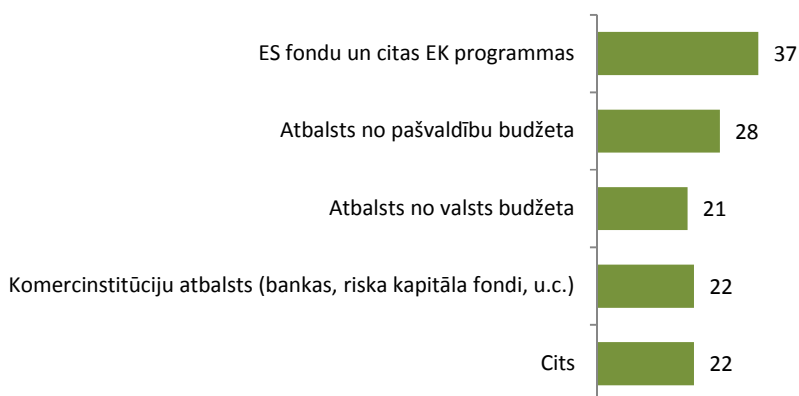 ES fondu un citas EK programmas 37
Atbalsts no pašvaldību budžeta 28
Atbalsts no valsts budžeta 21
Komercinstitūciju atbalsts (bankas, riska kapitāla fondi, u.c.) 22
Cits 22